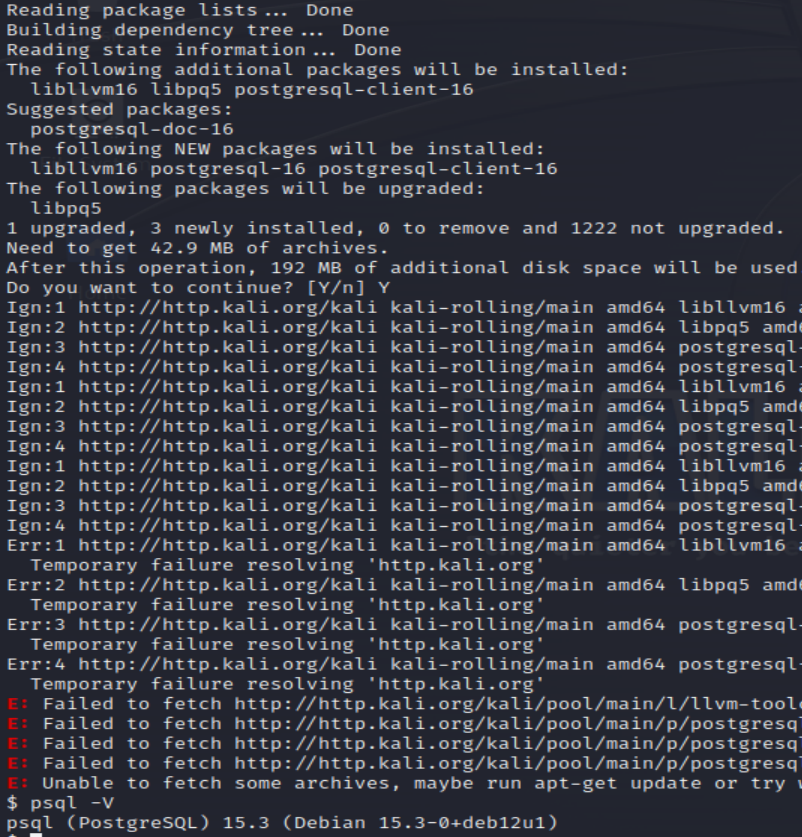 Reading package lists... Done
Building dependency tree... Done
Reading state information... Done
The following additional packages will be installed:
  libllvm16 libpq5 postgresql-client-16
Suggested packages:
  postgresql-doc-16
The following NEW packages will be installed:
  libllvm16 postgresql-16 postgresql-client-16
The following packages will be upgraded:
  libpq5
1 upgraded, 3 newly installed, 0 to remove and 1222 not upgraded.
Need to get 42.9 MB of archives.
After this operation, 192 MB of additional disk space will be used
Do you want to continue? [Y/n] Y
Ign:1 http://http.kali.org/kali kali-rolling/main amd64 libllvm16
Ign:2 http://http.kali.org/kali kali-rolling/main amd64 libpq5 amd6
Ign:3 http://http.kali.org/kali kali-rolling/main amd64 postgresql-
Ign:4 http://http.kali.org/kali kali-rolling/main amd64 postgresql-
Ign:1 http://http.kali.org/kali kali-rolling/main amd64 libllvm16
Ign:2 http://http.kali.org/kali kali-rolling/main amd64 libpq5 amd6
Ign:3 http://http.kali.org/kali kali-rolling/main amd64 postgresql-
Ign:4 http://http.kali.org/kali kali-rolling/main amd64 postgresql-
Ign:1 http://http.kali.org/kali kali-rolling/main amd64 libllvm16
Ign:2 http://http.kali.org/kali kali-rolling/main amd64 libpq5 amd6
Ign:3 http://http.kali.org/kali kali-rolling/main amd64 postgresql-
Ign:4 http://http.kali.org/kali kali-rolling/main amd64 postgresql-
Err:1 http://http.kali.org/kali kali-rolling/main amd64 libllvm16
  Temporary failure resolving 'http.kali.org'
Err:2 http://http.kali.org/kali kali-rolling/main amd64 libpq5 amd6
  Temporary failure resolving 'http.kali.org'
Err:3 http://http.kali.org/kali kali-rolling/main amd64 postgresql-
  Temporary failure resolving 'http.kali.org'
Err:4 http://http.kali.org/kali kali-rolling/main amd64 postgresql-
  Temporary failure resolving 'http.kali.org'
E: Failed to fetch http://http.kali.org/kali/pool/main/l/llvm-toolc
E: Failed to fetch http://http.kali.org/kali/pool/main/p/postgresql
E: Failed to fetch http://http.kali.org/kali/pool/main/p/postgresql
E: Failed to fetch http://http.kali.org/kali/pool/main/p/postgresql
E: Unable to fetch some archives, maybe run apt-get update or try
$ psql -V
psql (PostgreSQL) 15.3 (Debian 15.3-0+deb12u1)